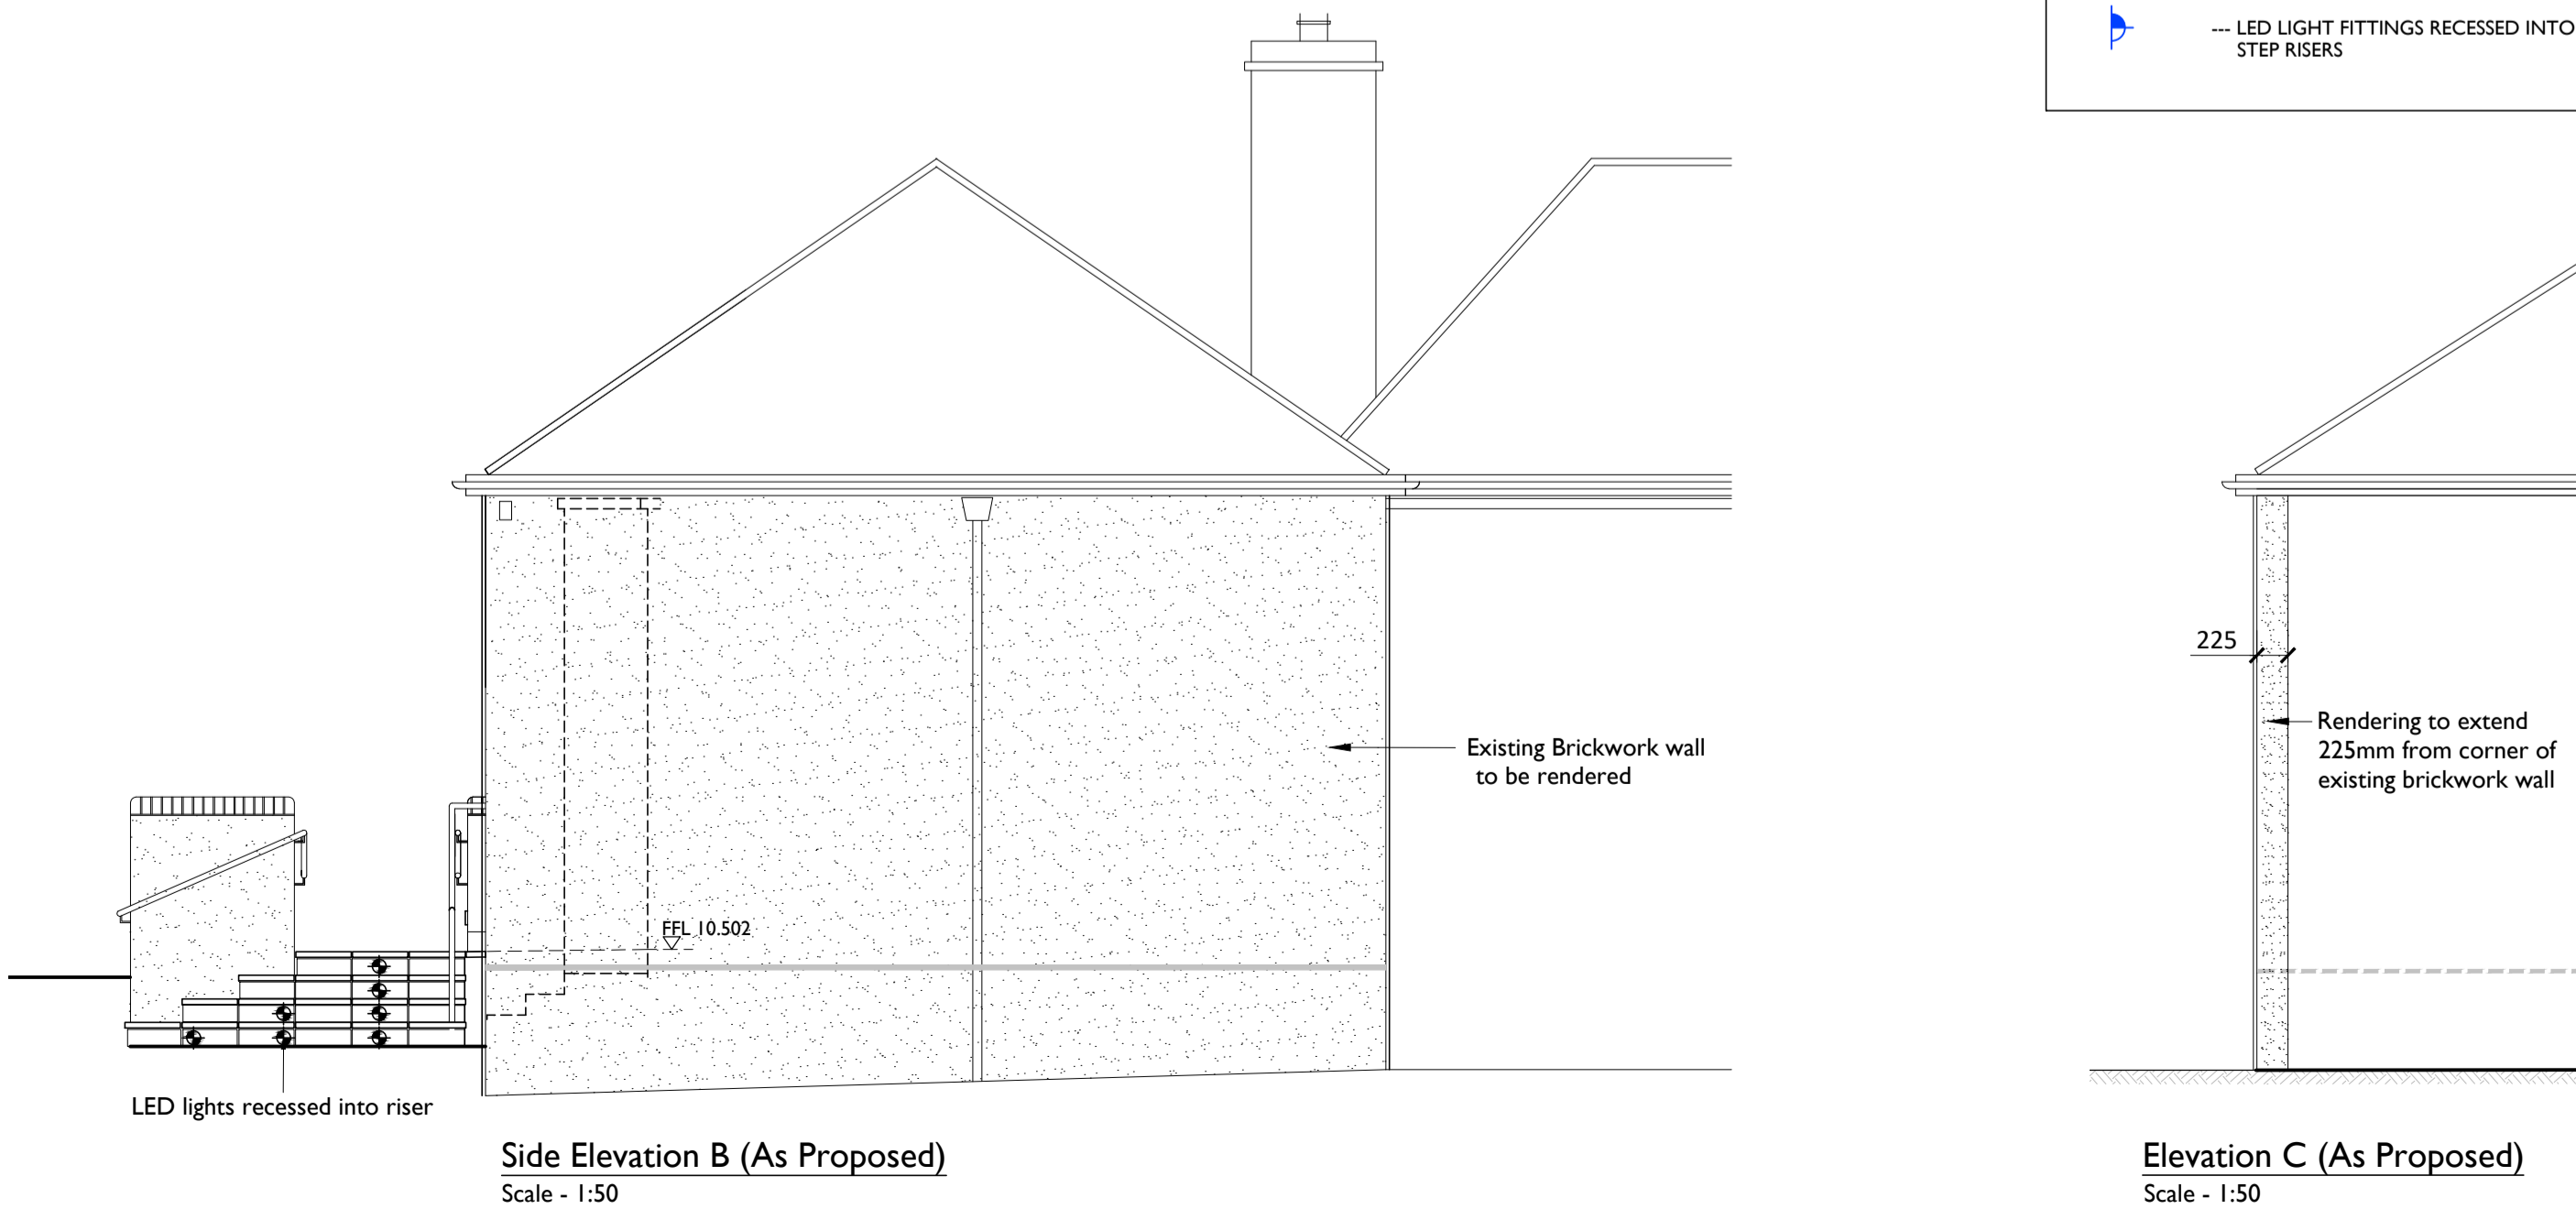 --- LED LIGHT FITTINGS RECESSED INTO
STEP RISERS
225
Rendering to extend
225mm from corner of
existing brickwork wall
Existing Brickwork wall
to be rendered
FFL 10.502
LED lights recessed into riser
Side Elevation B (As Proposed)
Scale - 1:50
Elevation C (As Proposed)
Scale - 1:50